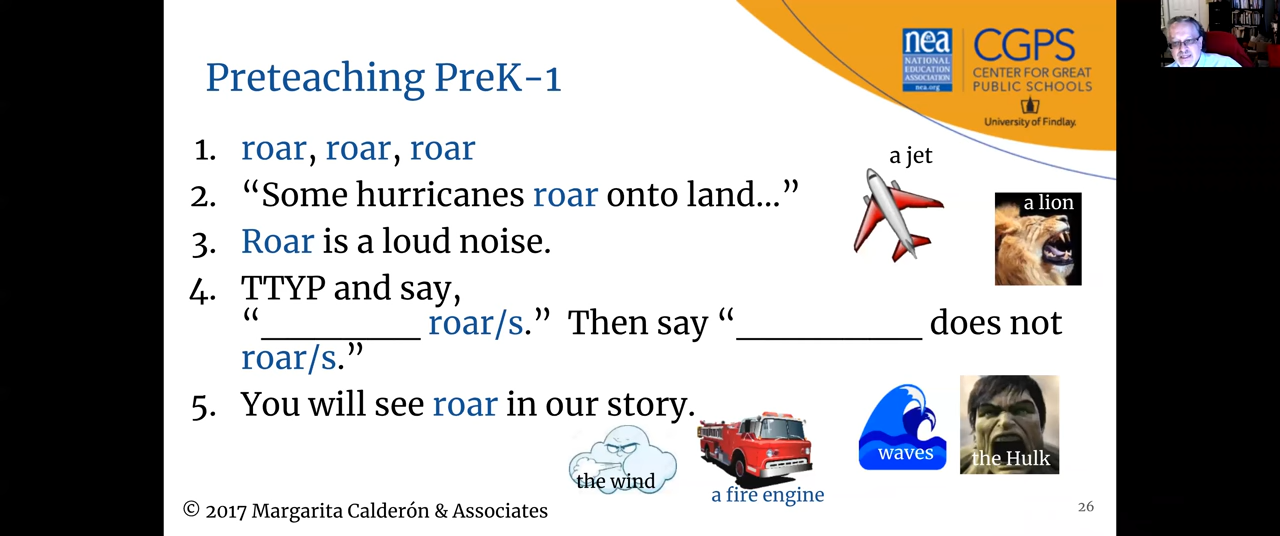 Preteaching PreK-1
nea
NATIONAL
EDUCATION
ASSOCIATION
nea.org
CGPS
CENTER FOR GREAT
PUBLIC SCHOOLS
University of Findlay.
1. roar, roar, roar
2. “Some hurricanes roar onto land...”
3. Roar is a loud noise.
4. TTYP and say,
“_________ roar/s.” Then say “__________ does not
roar/s.”
5. You will see roar in our story.
a jet
a lion
waves
the Hulk
the wind
a fire engine
© 2017 Margarita Calderón & Associates
26